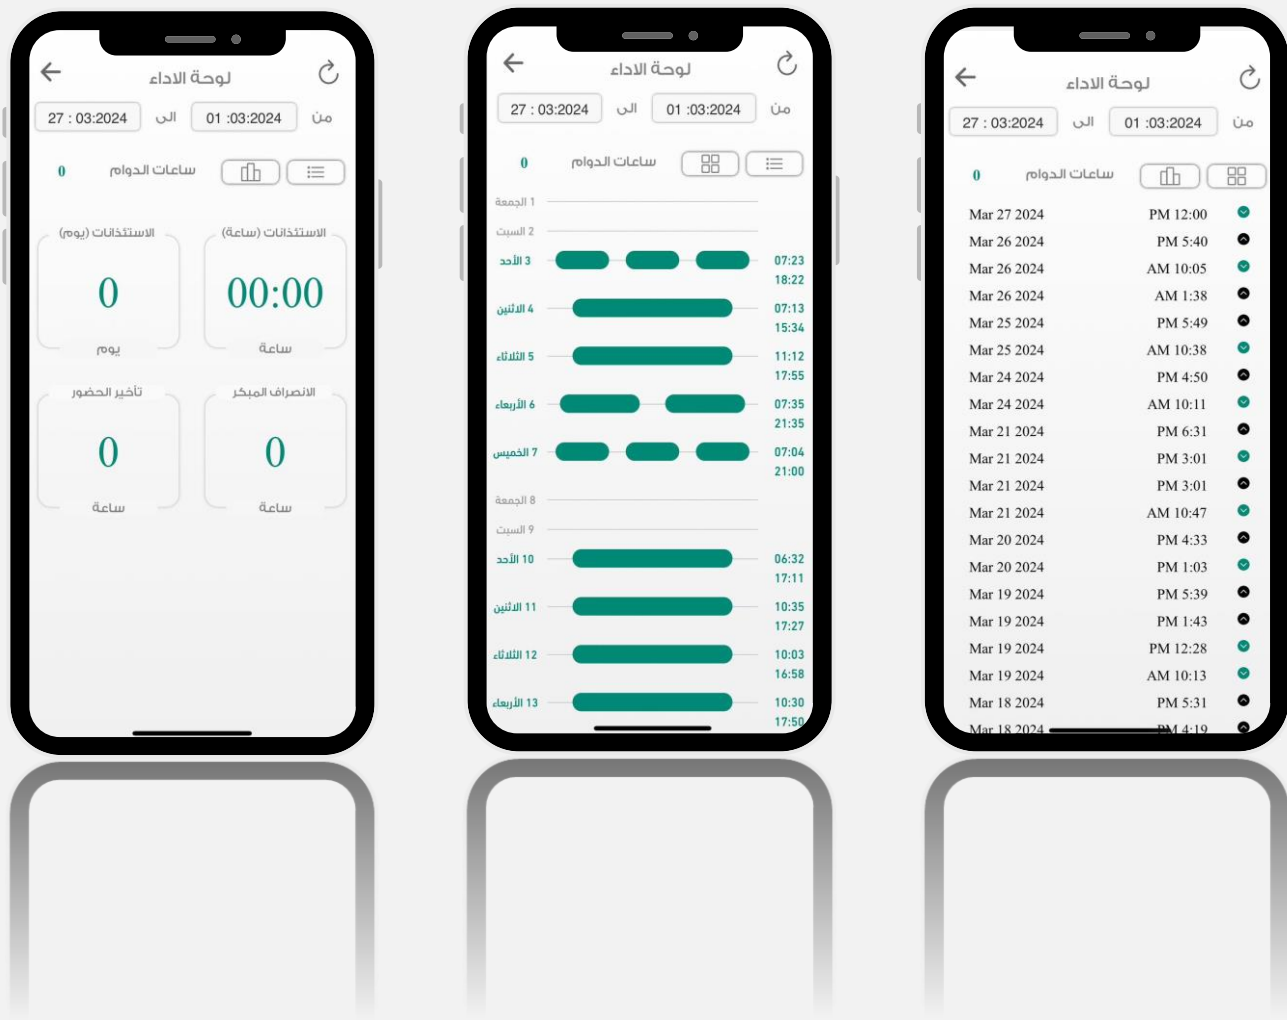 لوحة الاداء
من 01 :03:2024 الى 27 : 03:2024
ساعات الدوام 0
الاستئذانات (ساعة) الاستئذانات (يوم)
00:00 0
ساعة يوم
الانصراف المبكر تأخير الحضور
0 0
ساعة ساعة
لوحة الاداء
من 01 :03:2024 الى 27 : 03:2024
ساعات الدوام 0
1 الجمعة
2 السبت
3 الأحد 07:23
18:22
4 الاثنين 07:13
15:34
5 الثلاثاء 11:12
17:55
6 الأربعاء 07:35
21:35
7 الخميس 07:04
21:00
8 الجمعة
9 السبت
10 الأحد 06:32
17:11
11 الاثنين 10:35
17:27
12 الثلاثاء 10:03
16:58
13 الأربعاء 10:30
17:50
لوحة الاداء
من 01 :03:2024 الى 27 : 03:2024
ساعات الدوام 0
Mar 27 2024 PM 12:00
Mar 26 2024 PM 5:40
Mar 26 2024 AM 10:05
Mar 26 2024 AM 1:38
Mar 25 2024 PM 5:49
Mar 25 2024 AM 10:38
Mar 24 2024 PM 4:50
Mar 24 2024 AM 10:11
Mar 21 2024 PM 6:31
Mar 21 2024 PM 3:01
Mar 21 2024 PM 3:01
Mar 21 2024 AM 10:47
Mar 20 2024 PM 4:33
Mar 20 2024 PM 1:03
Mar 19 2024 PM 5:39
Mar 19 2024 PM 1:43
Mar 19 2024 PM 12:28
Mar 19 2024 AM 10:13
Mar 18 2024 PM 5:31
Mar 18 2024 PM 4:19